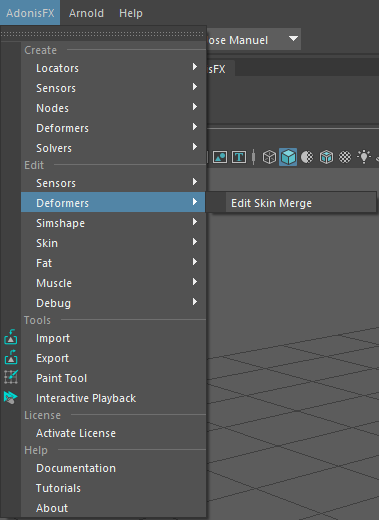 AdonisFX Arnold Help
ose Manuel
sFX
Create
Locators
Sensors
Nodes
Deformers
Solvers
Edit
Sensors
Deformers
Edit Skin Merge
Simshape
Skin
Fat
Muscle
Debug
Tools
Import
Export
Paint Tool
Interactive Playback
License
Activate License
Help
Documentation
Tutorials
About